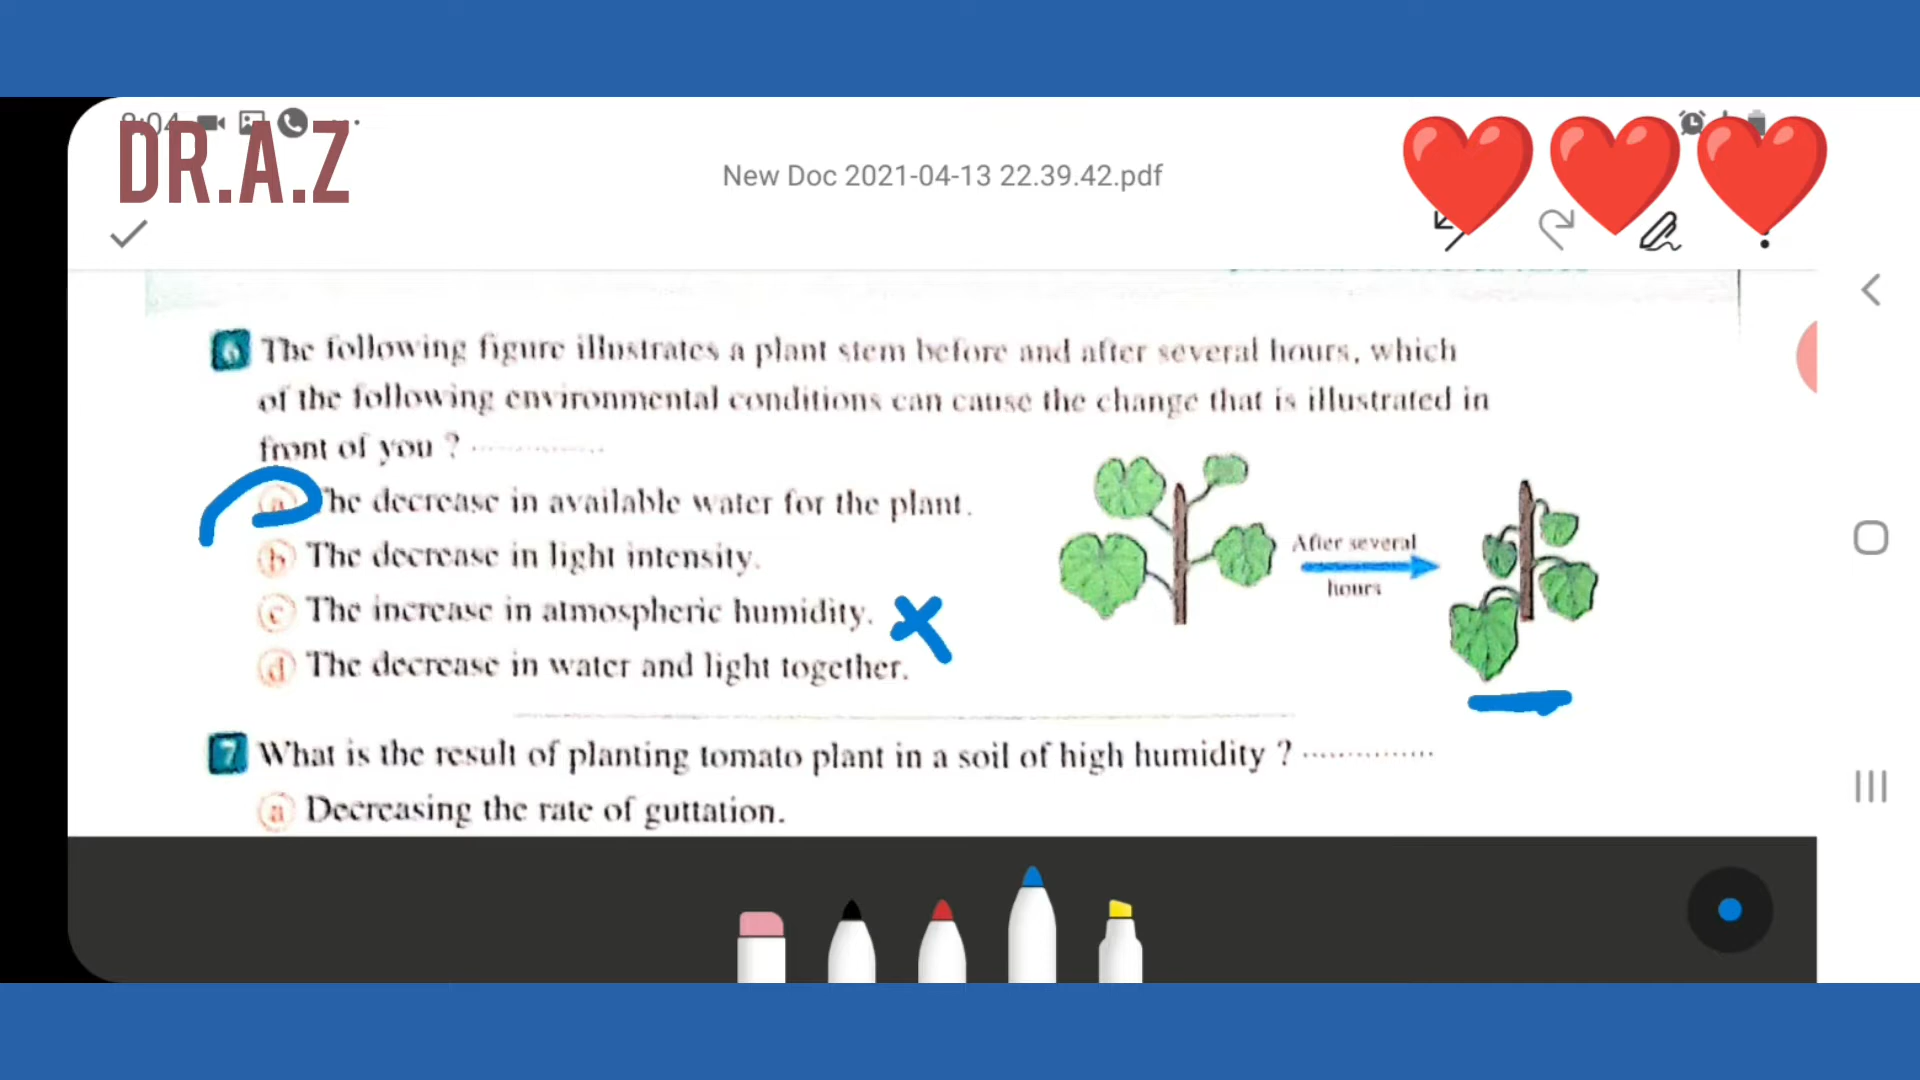 8:04
DR.A.Z
New Doc 2021-04-13 22.39.42.pdf
6 The following figure illustrates a plant stem before and after several hours, which
of the following environmental conditions can cause the change that is illustrated in
front of you ? ..............
a The decrease in available water for the plant.
b The decrease in light intensity.
c The increase in atmospheric humidity.
d The decrease in water and light together.
After several
hours
7 What is the result of planting tomato plant in a soil of high humidity ? ..............
a Decreasing the rate of guttation.